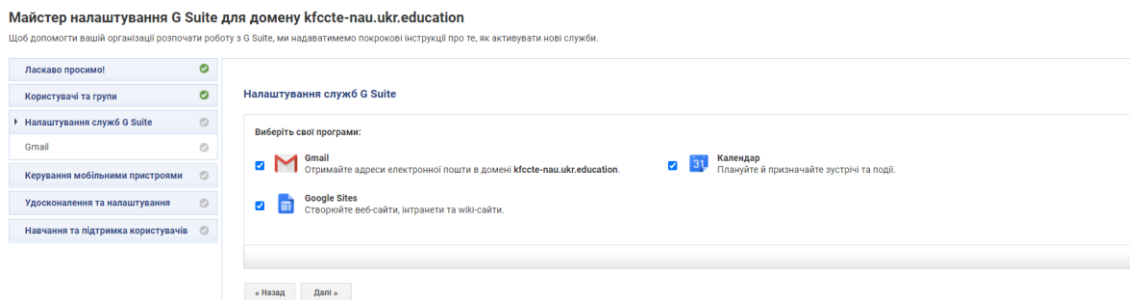 Майстер налаштування G Suite для домену kfccte-nau.ukr.education
Щоб допомогти вашій організації розпочати роботу з G Suite, ми надаватимемо покрокові інструкції про те, як активувати нові служби.
Ласкаво просимо!
Користувачі та групи
Налаштування служб G Suite
Gmail
Керування мобільними пристроями
Удосконалення та налаштування
Навчання та підтримка користувачів
Налаштування служб G Suite
Виберіть свої програми:
Gmail
Отримайте адреси електронної пошти в домені kfccte-nau.ukr.education.
31
Календар
Плануйте й призначайте зустрічі та події.
Google Sites
Створюйте веб-сайти, інтранети та wiki-сайти.
« Назад
Далі »